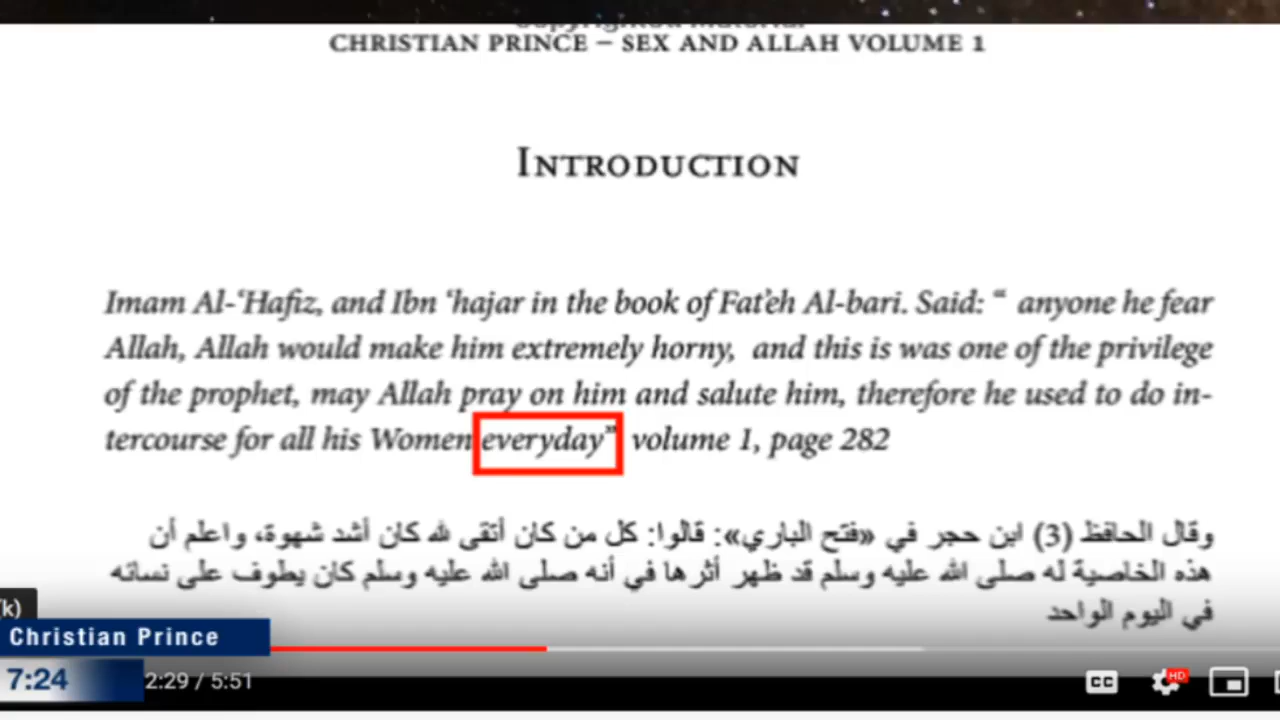 CHRISTIAN PRINCE – SEX AND ALLAH VOLUME 1
INTRODUCTION
Imam Al-‘Hafiz, and Ibn ‘hajar in the book of Fat’eh Al-bari. Said: “ anyone he fear
Allah, Allah would make him extremely horny, and this is was one of the privilege
of the prophet, may Allah pray on him and salute him, therefore he used to do in-
tercourse for all his Women everyday” volume 1, page 282
وقال الحافظ (3) ابن حجر في «فتح الباري»: قالوا: كل من كان أتقى لله كان أشد شهوة، واعلم أن
هذه الخاصية له صلى الله عليه وسلم قد ظهر أثرها في أنه صلى الله عليه وسلم كان يطوف على نسائه
في اليوم الواحد
(k)
Christian Prince
7:24
2:29 / 5:51
CC
HD